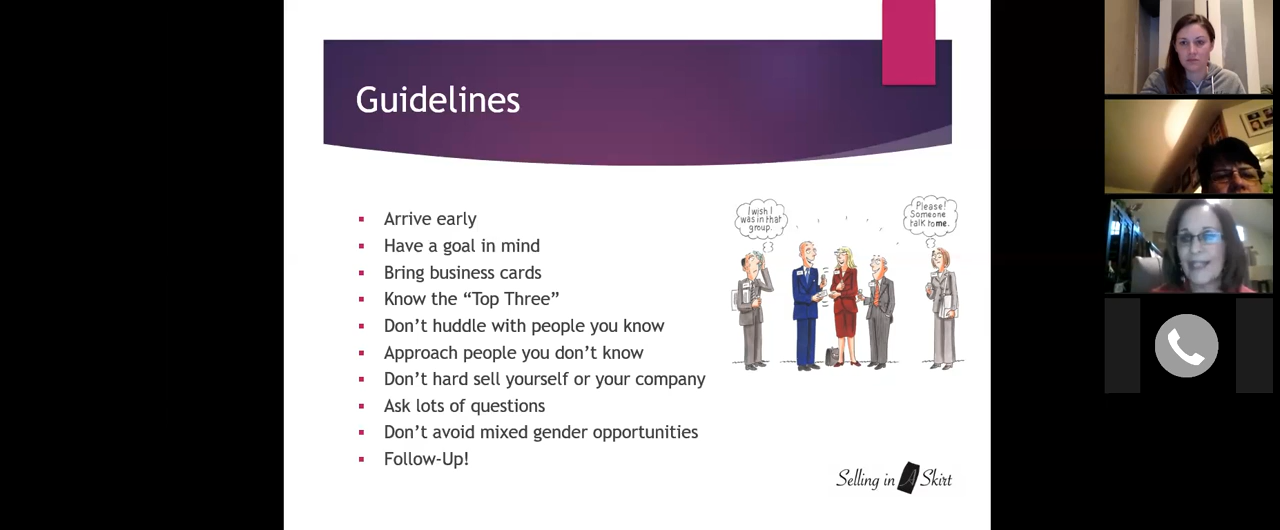 Guidelines
Arrive early
Have a goal in mind
Bring business cards
Know the “Top Three”
Don’t huddle with people you know
Approach people you don’t know
Don’t hard sell yourself or your company
Ask lots of questions
Don’t avoid mixed gender opportunities
Follow-Up!
I wish I
was in that
group.
Please!
Someone
talk to me.
Selling in A Skirt